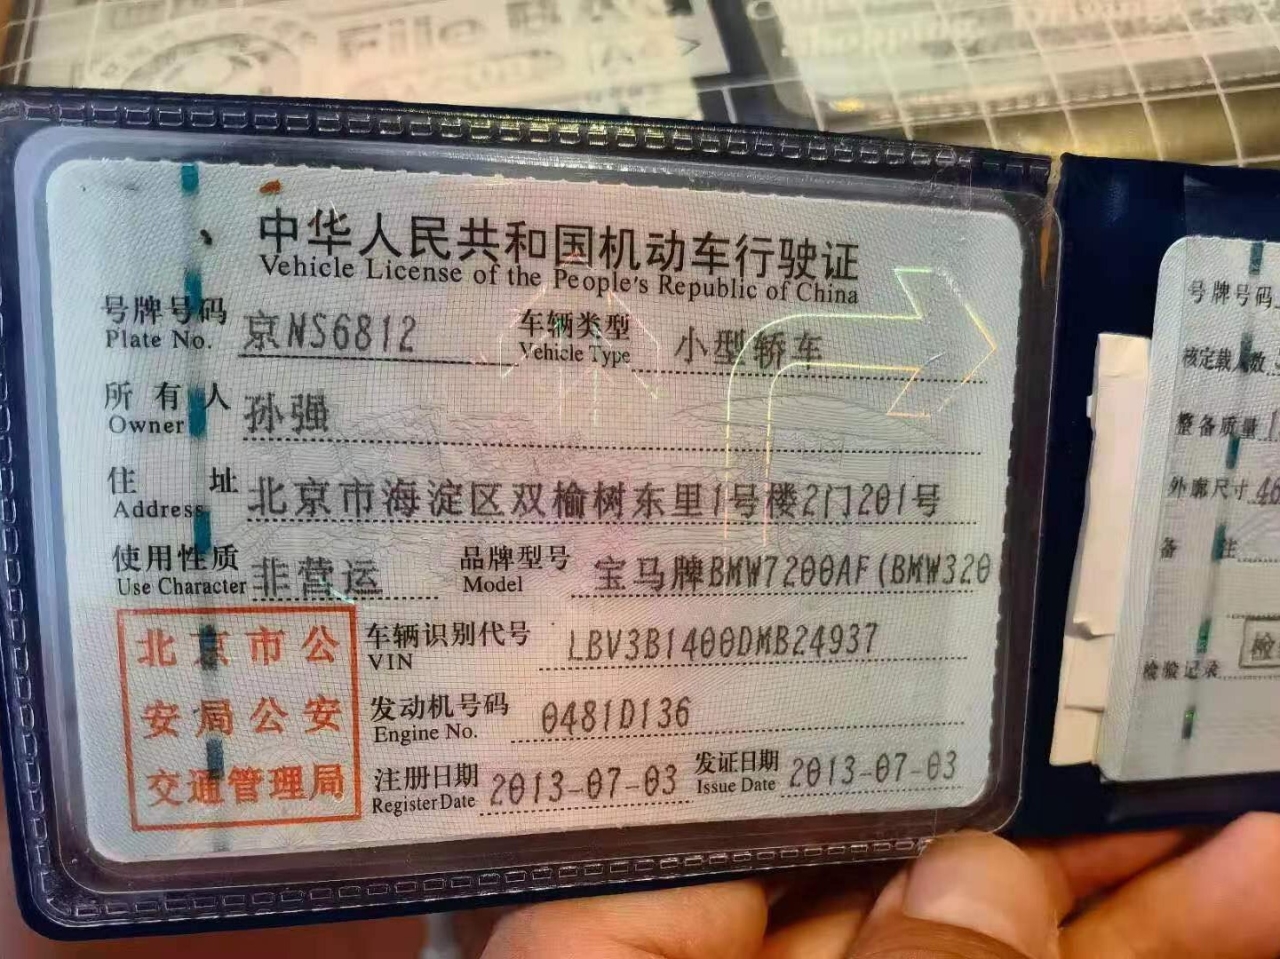 File
Shopping
中华人民共和国机动车行驶证
Vehicle License of the People's Republic of China
号牌号码 京NS6812 车辆类型 小型轿车
Plate No. Vehicle Type
所有人 孙强
Owner
住址 北京市海淀区双榆树东里1号楼2门201号
Address
使用性质 非营运 品牌型号 宝马牌BMW7200AF(BMW320
Use Character Model
北京市公
安局公安
交通管理局
车辆识别代号 LBV3B1400DMB24937
VIN
发动机号码 0481D136
Engine No.
注册日期 2013-07-03 发证日期 2013-07-03
Register Date Issue Date
号牌号码
核定载人数
整备质量
外廓尺寸 46
备注
检验记录